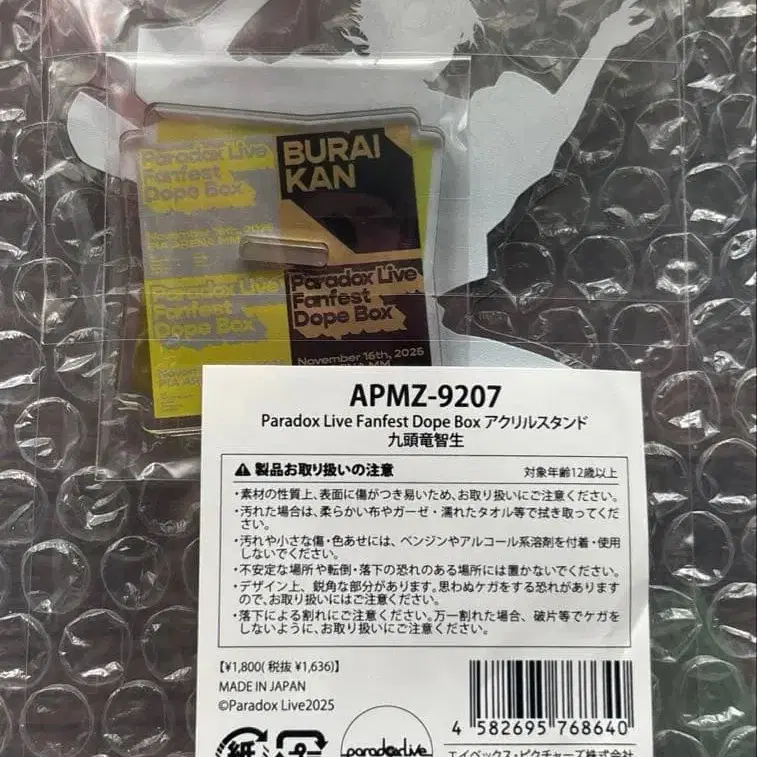 Paradox Live
Fanfest
Dope Box
November 16th, 2025
PIA ARENA MM
BURAI
KAN
Paradox Live
Fanfest
Dope Box
Paradox Live
Fanfest
Dope Box
November 16th, 2025
APMZ-9207
Paradox Live Fanfest Dope Box アクリルスタンド
九頭竜智生
製品お取り扱いの注意 対象年齢12歳以上
・素材の性質上、表面に傷がつき易いため、お取り扱いにご注意ください。
・汚れた場合は、柔らかい布やガーゼ・濡れたタオル等で拭き取ってくだ
さい。
・汚れや小さな傷・色あせには、ベンジンやアルコール系溶剤を付着・使用
しないでください。
・不安定な場所や転倒・落下の恐れのある場所には置かないでください。
・デザイン上、鋭角な部分があります。思わぬケガをする恐れがあります
ので、お取り扱いにはご注意ください。
・落下による割れにご注意ください。万一割れた場合、破片等でケガを
しないように、お取り扱いにご注意ください。
【¥1,800(税抜 ¥1,636)】
MADE IN JAPAN
©Paradox Live2025
4 582695 768640
紙 プラ
paradoxlive
エイベックス・ピクチャーズ株式会社